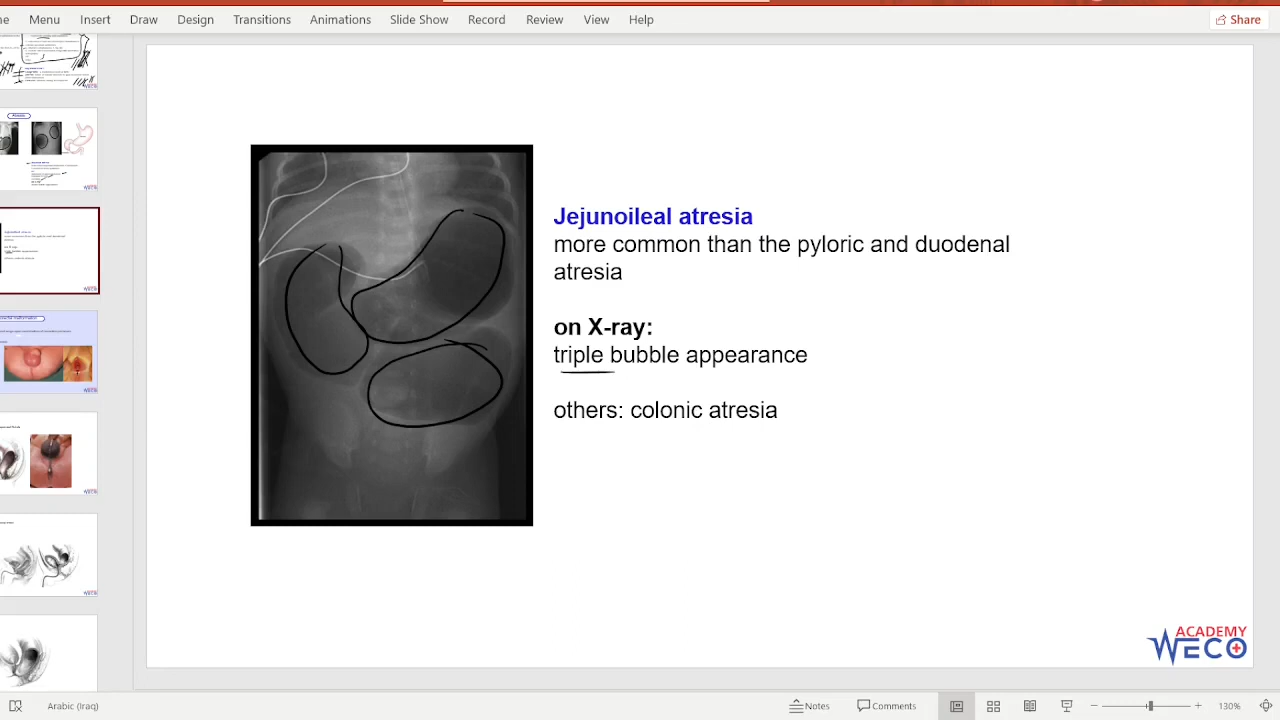 Menu Insert Draw Design Transitions Animations Slide Show Record Review View Help Share
Jejunoileal atresia
more common than the pyloric and duodenal
atresia
on X-ray:
triple bubble appearance
others: colonic atresia
ACADEMY
WECO
Arabic (Iraq) Notes Comments 130%